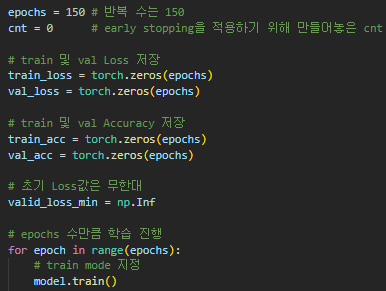 epochs = 150 # 반복 수는 150
cnt = 0 # early stopping을 적용하기 위해 만들어놓은 cnt
# train 및 val Loss 저장
train_loss = torch.zeros(epochs)
val_loss = torch.zeros(epochs)
# train 및 val Accuracy 저장
train_acc = torch.zeros(epochs)
val_acc = torch.zeros(epochs)
# 초기 Loss값은 무한대
valid_loss_min = np.Inf
# epochs 수만큼 학습 진행
for epoch in range(epochs):
# train mode 지정
model.train()